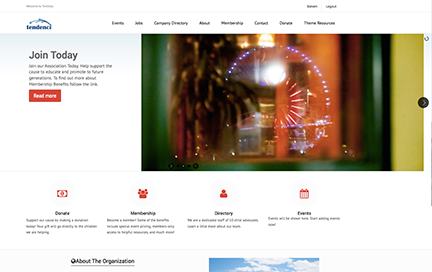 Welcome to Tendenci
Donate Logout
tendenci
Events Jobs Company Directory About Membership Contact Donate Theme Resources
Join Today
Join our Association Today. Help support the
cause to educate and promote to future
generations. To find out more about
Membership Benefits follow the link.
Read more
Donate
Support our cause by making a donation
today! Your gift will go directly to the children
we are helping.
Membership
Become a member! Some of the benefits
include special event pricing, members only
access to helpful resources, and much more!
Directory
We are a dedicated staff of 10 child advocates.
Learn a little more about our team.
Events
Events will be shown here. Start adding events
now!
About The Organization